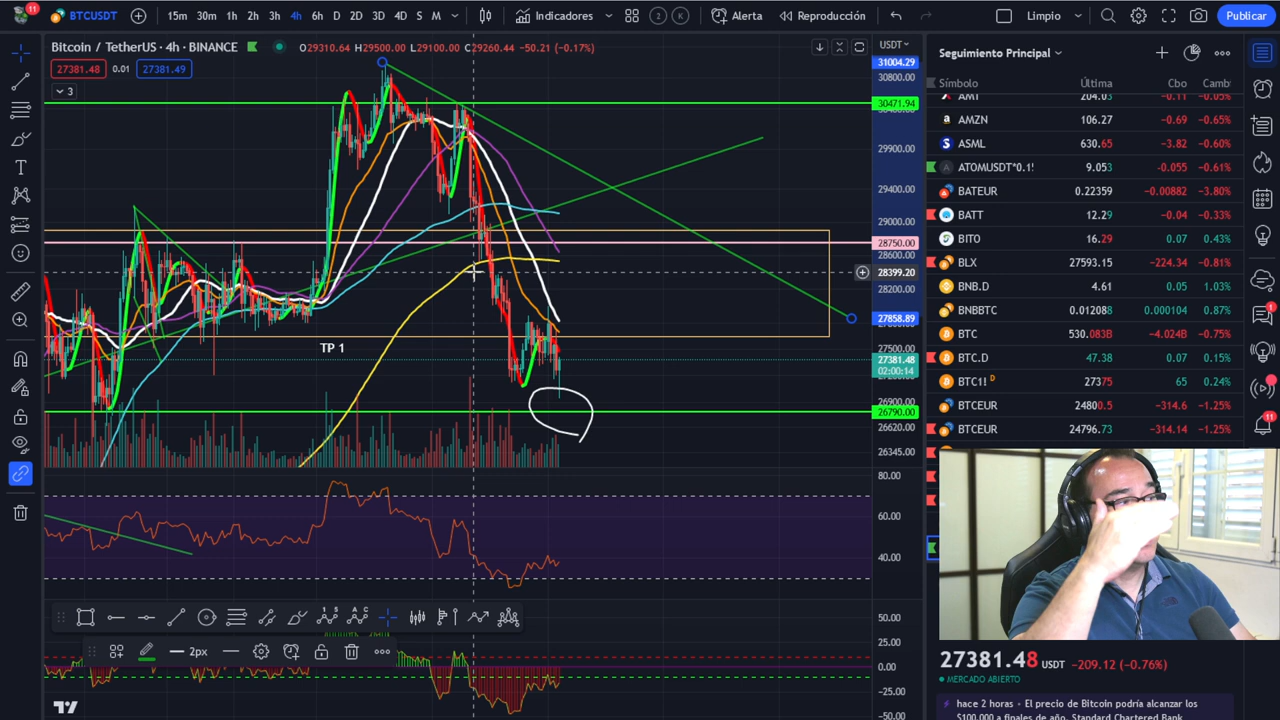 11 BTCUSDT 15m 30m 1h 2h 3h 4h 6h D 2D 3D 4D S M Indicadores 2 K Alerta Reproducción Limpio Publicar
Bitcoin / TetherUS · 4h · BINANCE O29310.64 H29500.00 L29100.00 C29260.44 −50.21 (−0.17%)
27381.48 0.01 27381.49
3
USDT
31004.29
30800.00
30471.94
29900.00
29400.00
29000.00
28750.00
28600.00
28399.20
28200.00
27858.89
27500.00
27381.48
02:00:14
26900.00
26790.00
26620.00
26345.00
TP 1
80.00
60.00
40.00
50.00
25.00
0.00
−25.00
−50.00
2px
Seguimiento Principal
Símbolo Última Cbo Camb
AMT 204.03 −0.11 −0.05%
AMZN 106.27 −0.69 −0.65%
ASML 630.65 −3.82 −0.60%
ATOMUSDT*0.1! 9.053 −0.055 −0.61%
BATEUR 0.22359 −0.00882 −3.80%
BATT 12.29 −0.04 −0.33%
BITO 16.29 0.07 0.43%
BLX 27593.15 −224.34 −0.81%
BNB.D 4.61 0.05 1.03%
BNBBTC 0.012088 0.000104 0.87%
BTC 530.083B −4.024B −0.75%
BTC.D 47.38 0.07 0.15%
BTC1! D 27375 65 0.24%
BTCEUR 24800.5 −314.6 −1.25%
BTCEUR 24796.73 −314.14 −1.25%
11
27381.48 USDT −209.12 (−0.76%)
MERCADO ABIERTO
hace 2 horas · El precio de Bitcoin podría alcanzar los
$100.000 a finales de año, Standard Chartered Bank